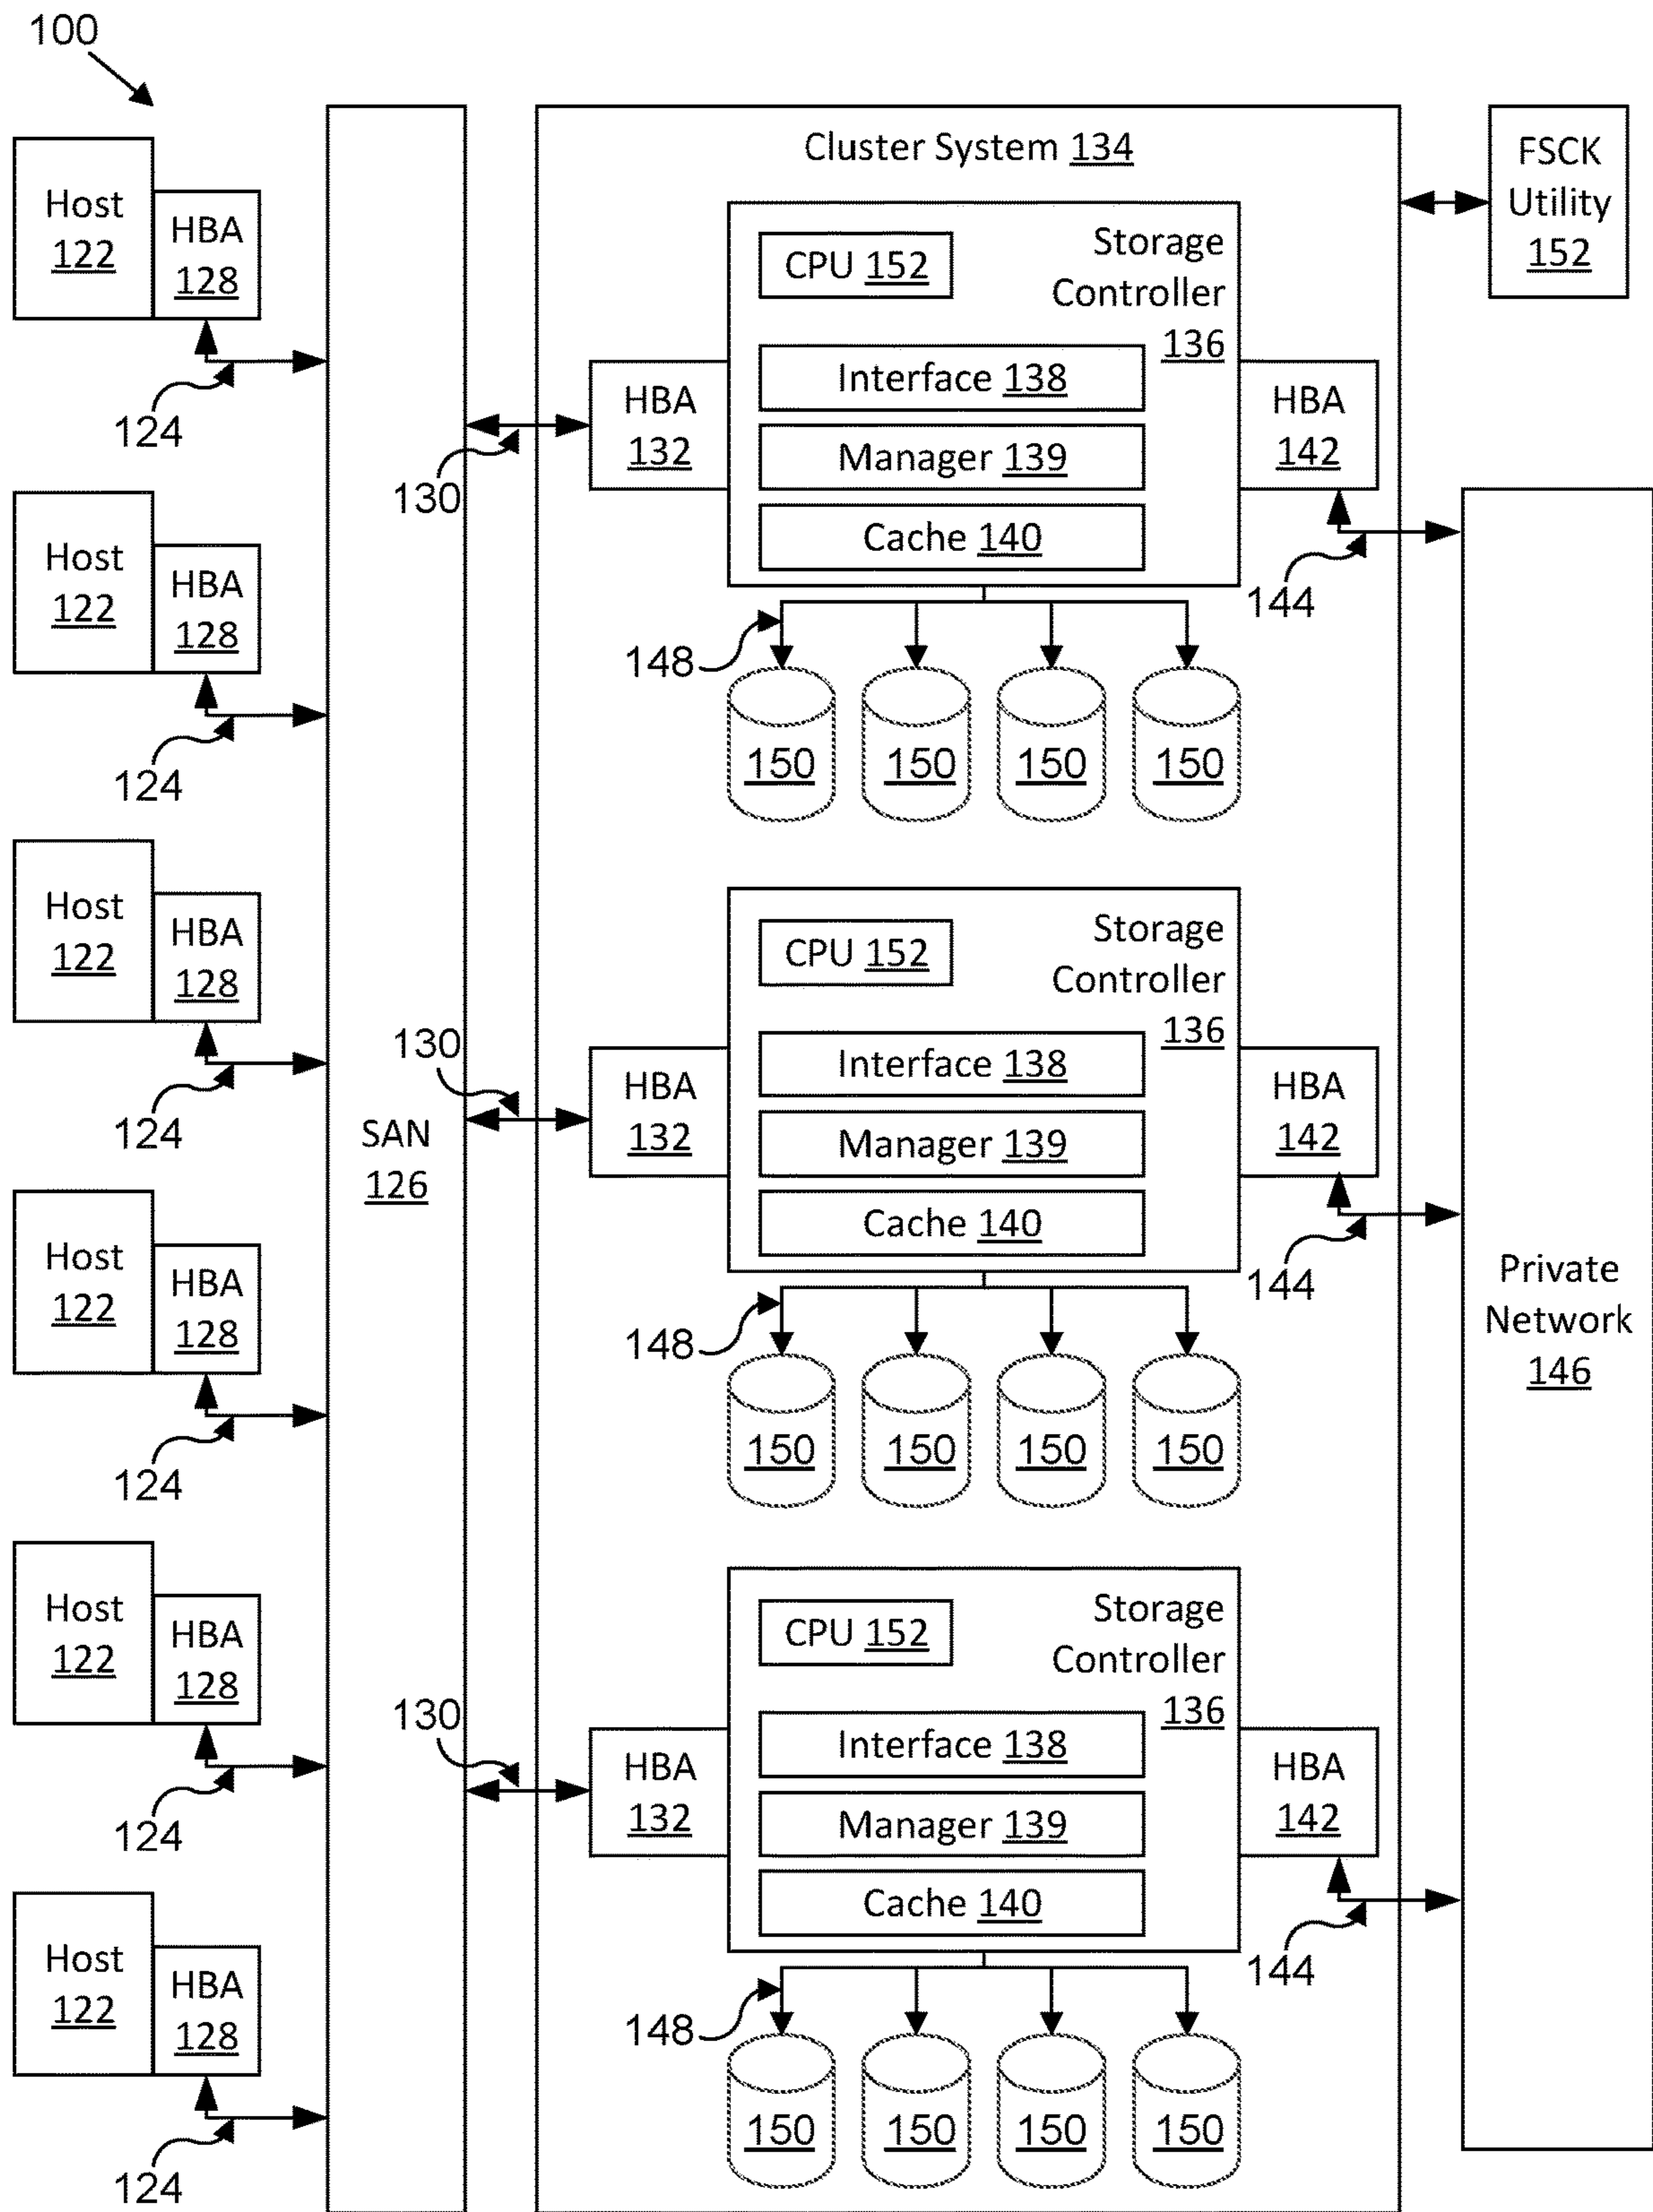 100
Host
122
HBA
128
124
Host
122
HBA
128
124
Host
122
HBA
128
124
Host
122
HBA
128
124
Host
122
HBA
128
124
Host
122
HBA
128
124
SAN
126
130
130
130
Cluster System 134
CPU 152
Storage
Controller
136
Interface 138
Manager 139
Cache 140
HBA
132
HBA
142
144
148
150
150
150
150
CPU 152
Storage
Controller
136
Interface 138
Manager 139
Cache 140
HBA
132
HBA
142
144
148
150
150
150
150
CPU 152
Storage
Controller
136
Interface 138
Manager 139
Cache 140
HBA
132
HBA
142
144
148
150
150
150
150
FSCK
Utility
152
Private
Network
146